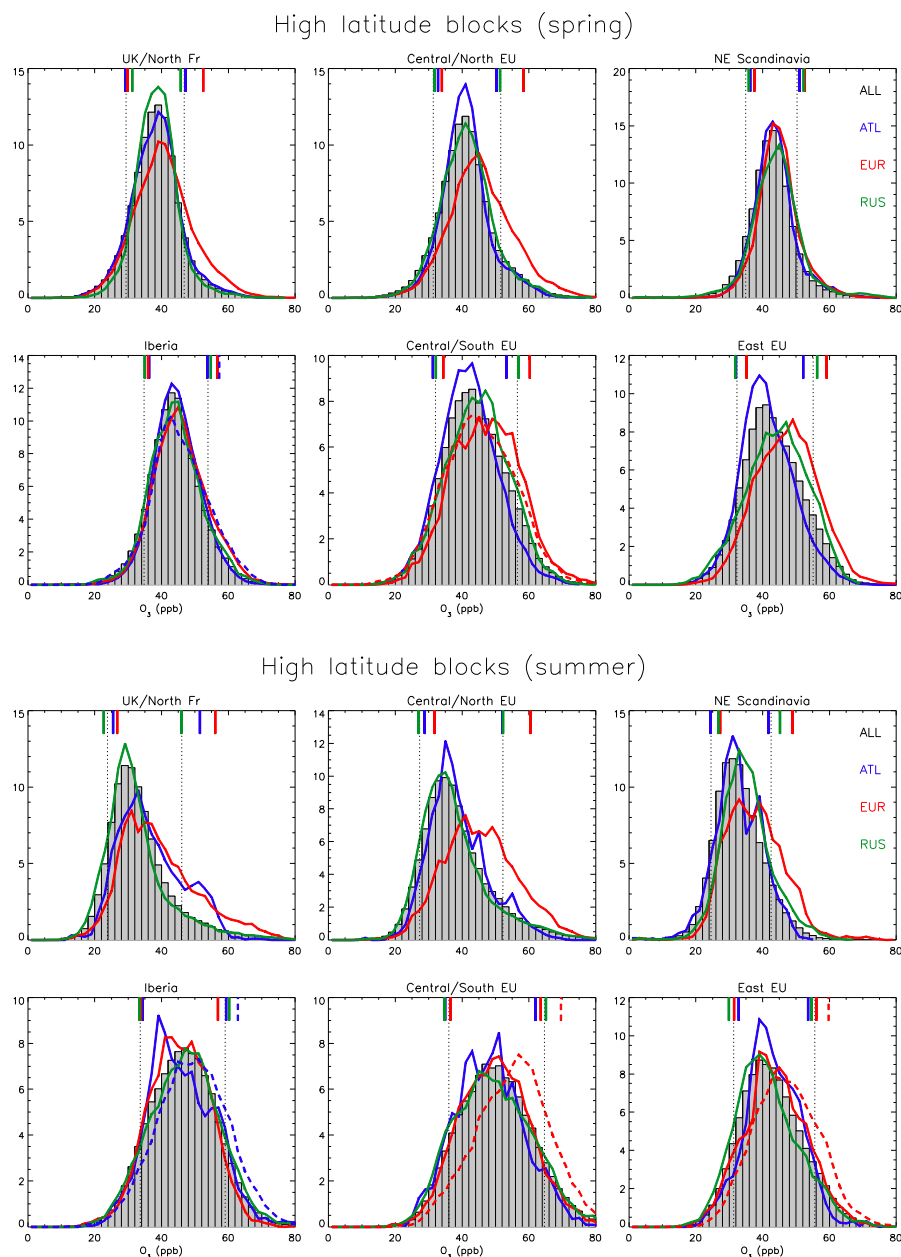 High latitude blocks (spring)
UK/North Fr
Central/North EU
NE Scandinavia
15
10
5
0
0 20 40 60 80
15
10
5
0
0 20 40 60 80
20
15
10
5
0
0 20 40 60 80
ALL
ATL
EUR
RUS
Iberia
Central/South EU
East EU
14
12
10
8
6
4
2
0
0 20 40 60 80
O3 (ppb)
10
8
6
4
2
0
0 20 40 60 80
O3 (ppb)
12
10
8
6
4
2
0
0 20 40 60 80
O3 (ppb)
High latitude blocks (summer)
UK/North Fr
Central/North EU
NE Scandinavia
15
10
5
0
0 20 40 60 80
14
12
10
8
6
4
2
0
0 20 40 60 80
15
10
5
0
0 20 40 60 80
ALL
ATL
EUR
RUS
Iberia
Central/South EU
East EU
10
8
6
4
2
0
0 20 40 60 80
O3 (ppb)
10
8
6
4
2
0
0 20 40 60 80
O3 (ppb)
12
10
8
6
4
2
0
0 20 40 60 80
O3 (ppb)